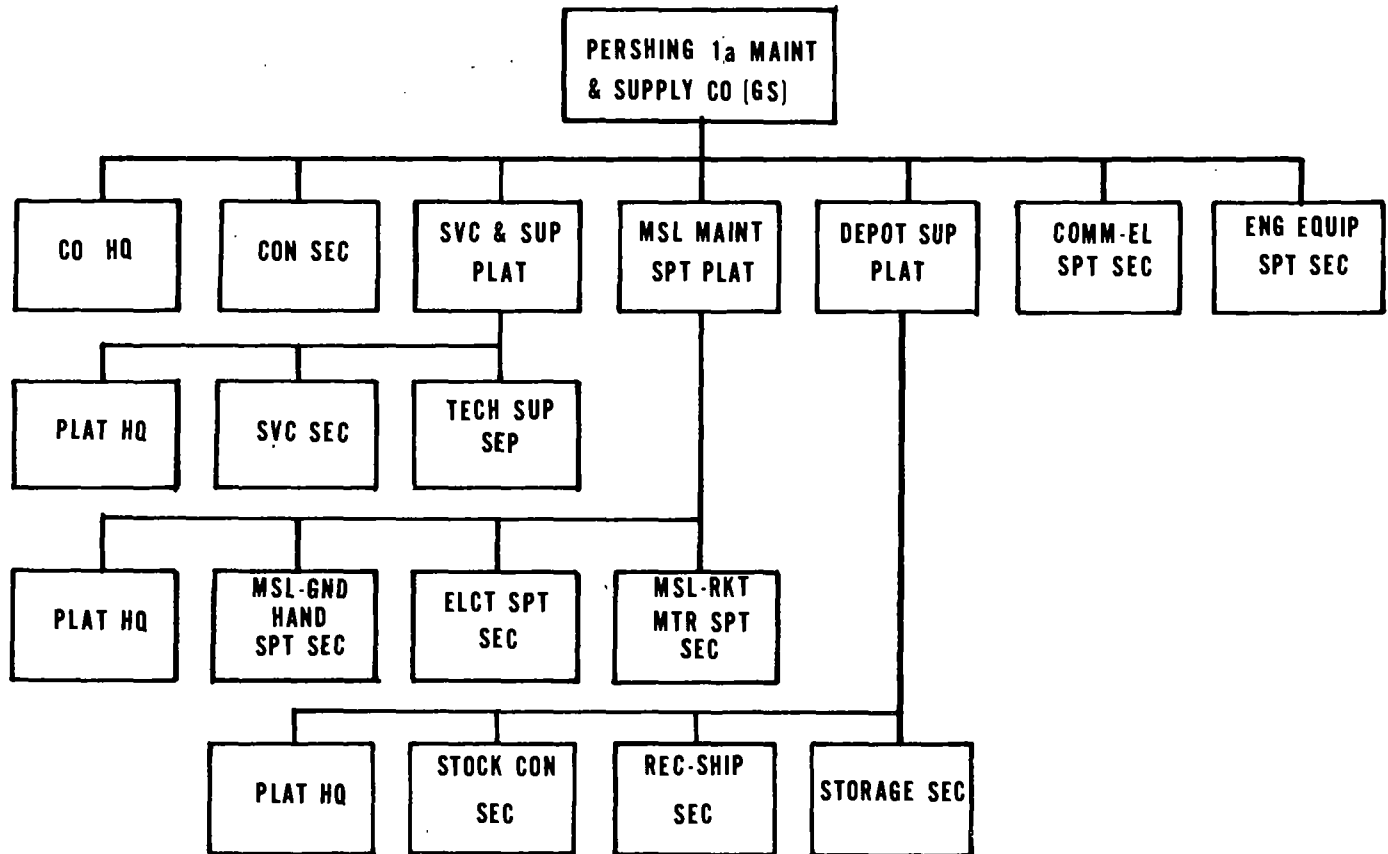 PERSHING 1a MAINT
& SUPPLY CO (GS)
CO HQ
CON SEC
SVC & SUP
PLAT
MSL MAINT
SPT PLAT
DEPOT SUP
PLAT
COMM-EL
SPT SEC
ENG EQUIP
SPT SEC
PLAT HQ
SVC SEC
TECH SUP
SEP
PLAT HQ
MSL-GND
HAND
SPT SEC
ELCT SPT
SEC
MSL-RKT
MTR SPT
SEC
PLAT HQ
STOCK CON
SEC
REC-SHIP
SEC
STORAGE SEC